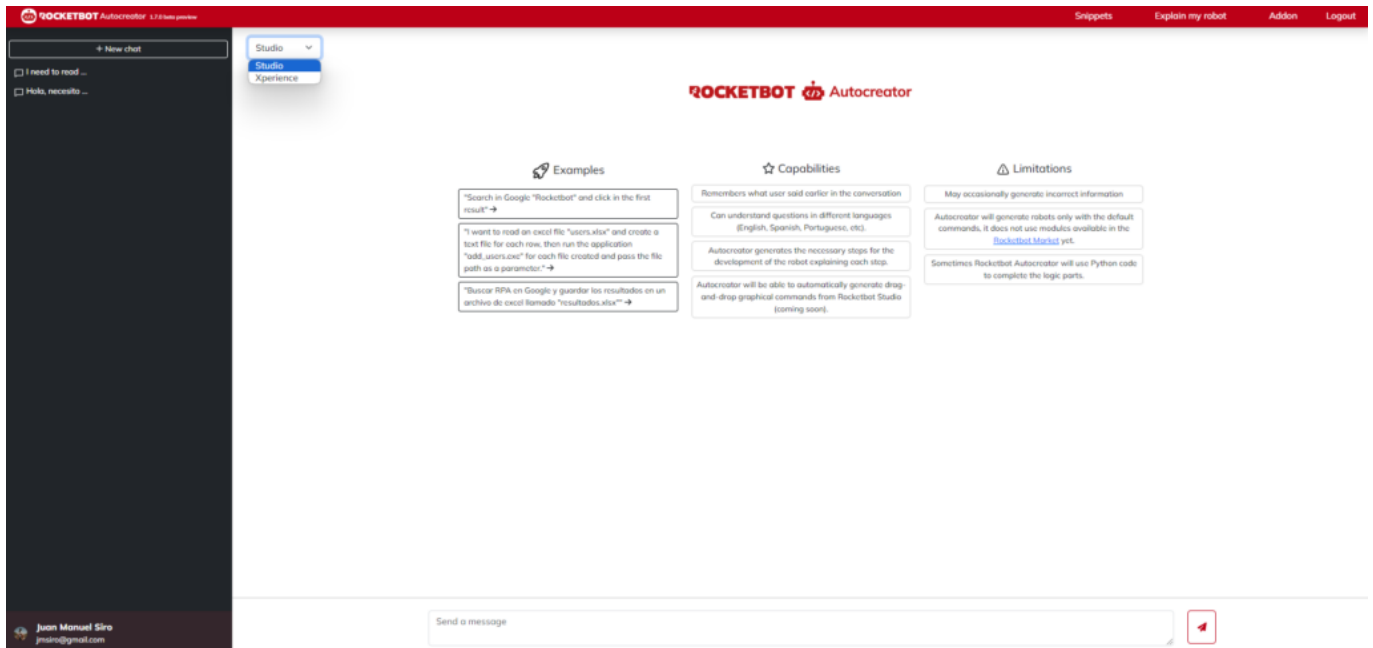 ROCKETBOT Autocreator 1.7.0 beta preview
Snippets
Explain my robot
Addon
Logout
+ New chat
I need to read ...
Hola, necesito ...
Studio
Studio
Xperience
ROCKETBOT Autocreator
Examples
"Search in Google "Rocketbot" and click in the first
result" →
"I want to read an excel file "users.xlsx" and create a
text file for each row, then run the application
"add_users.exe" for each file created and pass the file
path as a parameter." →
"Buscar RPA en Google y guardar los resultados en un
archivo de excel llamado "resultados.xlsx"" →
Capabilities
Remembers what user said earlier in the conversation
Can understand questions in different languages
(English, Spanish, Portuguese, etc).
Autocreator generates the necessary steps for the
development of the robot explaining each step.
Autocreator will be able to automatically generate drag-
and-drop graphical commands from Rocketbot Studio
(coming soon).
Limitations
May occasionally generate incorrect information
Autocreator will generate robots only with the default
commands, it does not use modules available in the
Rocketbot Market yet.
Sometimes Rocketbot Autocreator will use Python code
to complete the logic parts.
Juan Manuel Siro
jmsiro@gmail.com
Send a message